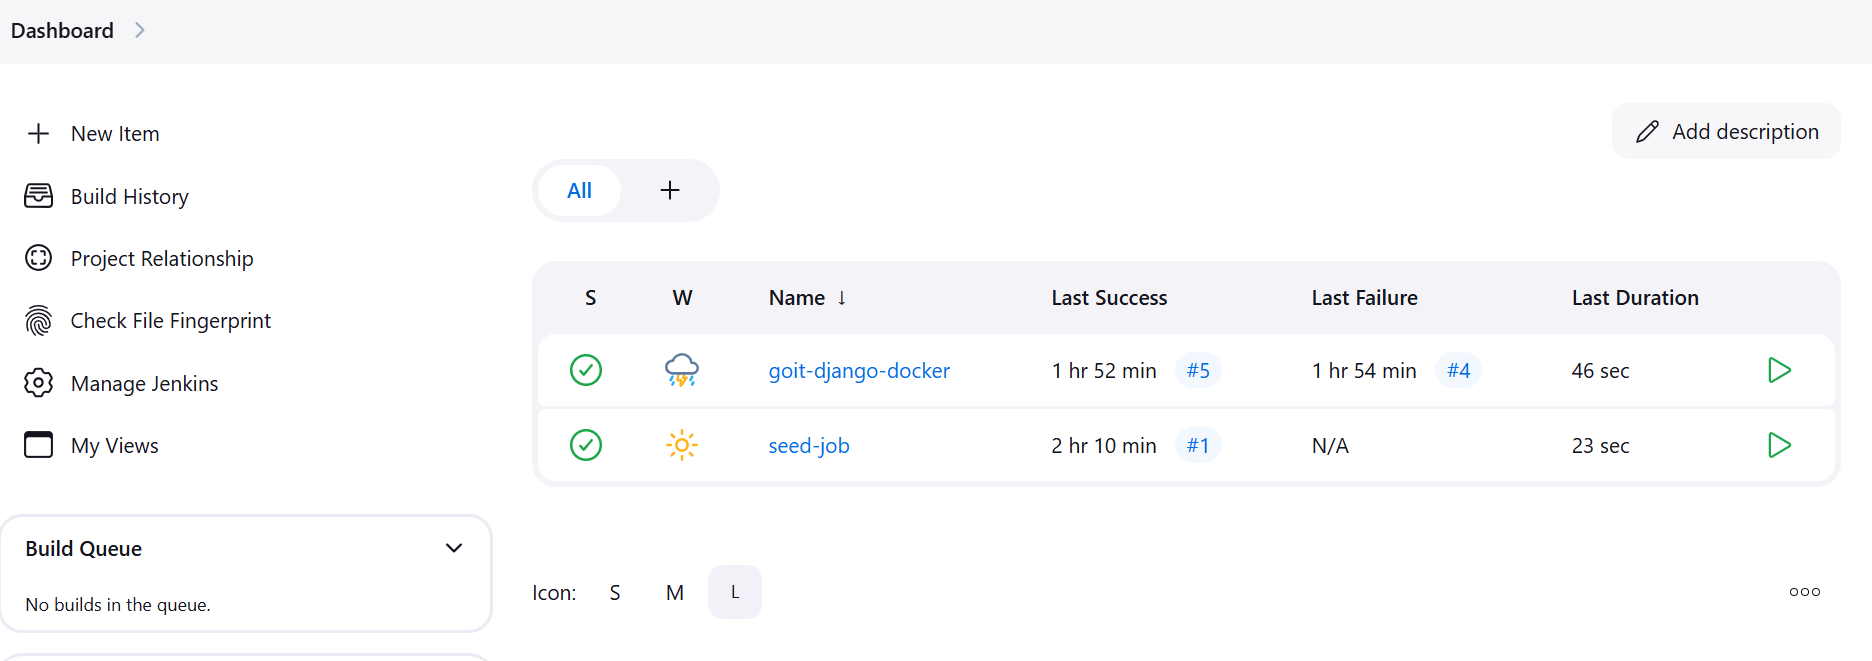 Dashboard
New Item
Build History
Project Relationship
Check File Fingerprint
Manage Jenkins
My Views
Build Queue
No builds in the queue.
Add description
All
S W Name ↓ Last Success Last Failure Last Duration
goit-django-docker 1 hr 52 min #5 1 hr 54 min #4 46 sec
seed-job 2 hr 10 min #1 N/A 23 sec
Icon: S M L